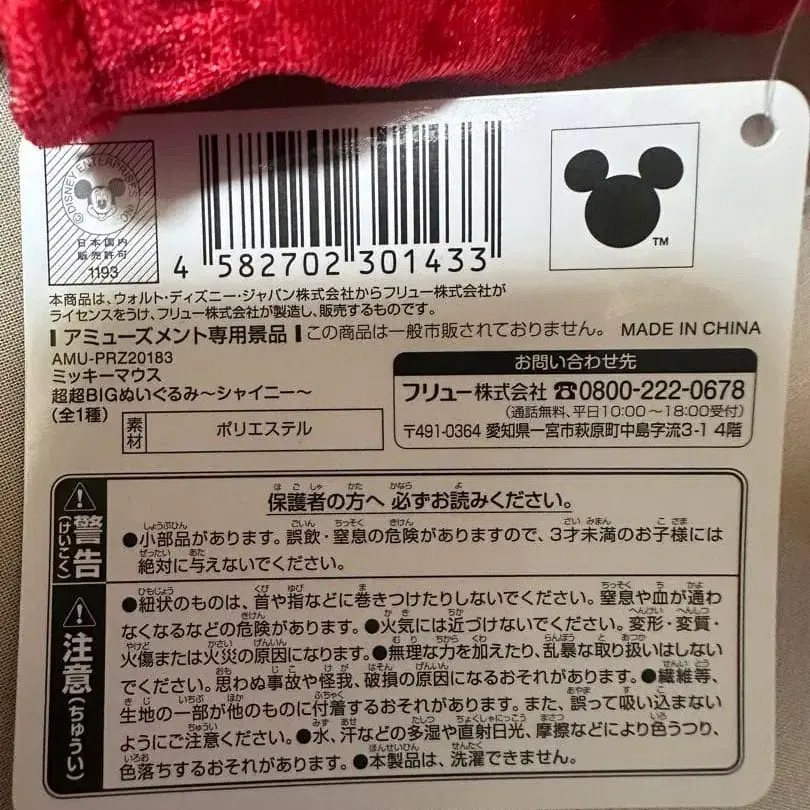 ©DISNEY ENTERPRISES, INC.
日本国内
販売許可
1193
4 582702 301433
TM
本商品は、ウォルト・ディズニー・ジャパン株式会社からフリュー株式会社が
ライセンスをうけ、フリュー株式会社が製造し、販売するものです。
アミューズメント専用景品 この商品は一般市販されておりません。 MADE IN CHINA
AMU-PRZ20183
ミッキーマウス
超超BIGぬいぐるみ～シャイニー～
(全1種)
素材 ポリエステル
お問い合わせ先
フリュー株式会社 ☎0800-222-0678
(通話無料、平日10:00～18:00受付)
〒491-0364 愛知県一宮市萩原町中島字流3-1 4階
警告(けいこく)
保護者の方へ 必ずお読みください。
●小部品があります。誤飲・窒息の危険がありますので、3才未満のお子様には
絶対に与えないでください。
注意(ちゅうい)
●紐状のものは、首や指などに巻きつけたりしないでください。窒息や血が通わ
なくなるなどの危険があります。●火気には近づけないでください。変形・変質・
火傷または火災の原因になります。●無理な力を加えたり、乱暴な取り扱いはしない
でください。思わぬ事故や怪我、破損の原因になるおそれがあります。●繊維等、
生地の一部が他のものに付着するおそれがあります。また、誤って吸い込まない
ようにご注意ください。●水、汗などの多湿や直射日光、摩擦などにより色うつり、
色落ちするおそれがあります。●本製品は、洗濯できません。